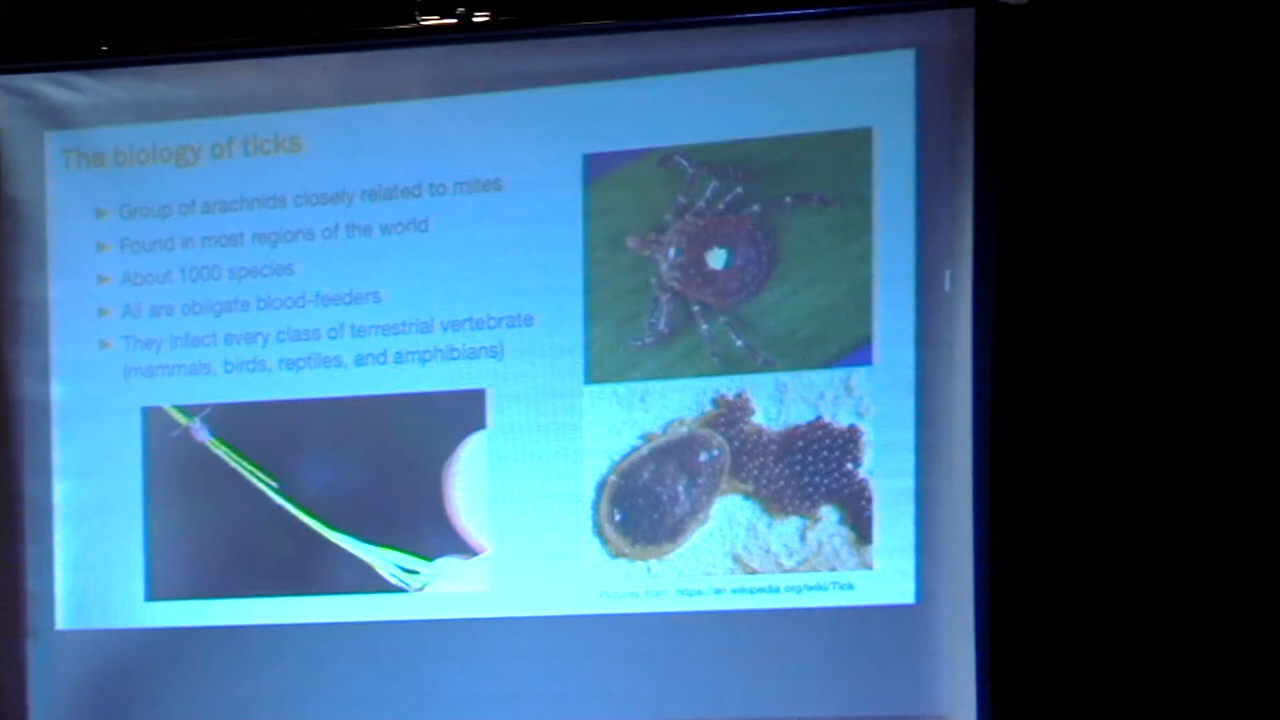 The biology of ticks
Group of arachnids closely related to mites
Found in most regions of the world
About 1000 species
All are obligate blood-feeders
They infect every class of terrestrial vertebrate
(mammals, birds, reptiles, and amphibians)
Pictures from: https://en.wikipedia.org/wiki/Tick